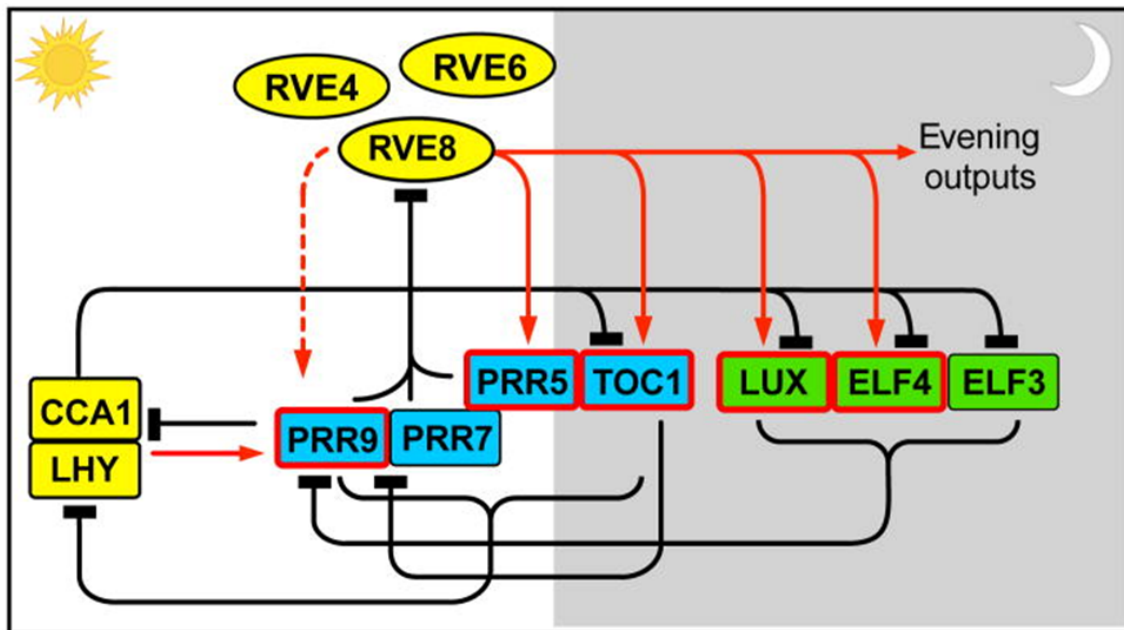 RVE4
RVE6
RVE8
Evening
outputs
CCA1
LHY
PRR9
PRR7
PRR5
TOC1
LUX
ELF4
ELF3